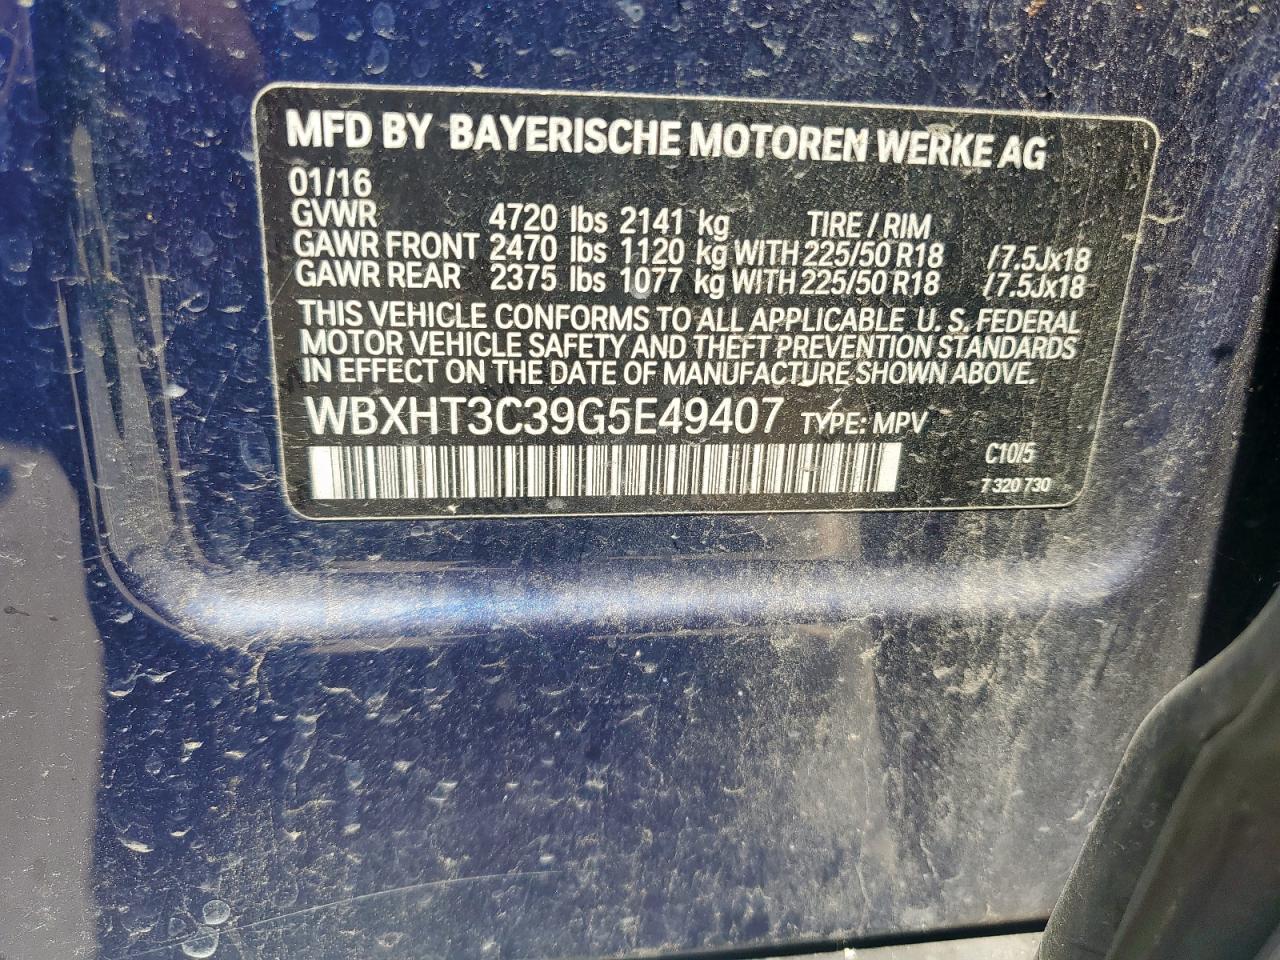 MFD BY BAYERISCHE MOTOREN WERKE AG
01/16
GVWR 4720 lbs 2141 kg TIRE / RIM
GAWR FRONT 2470 lbs 1120 kg WITH 225/50 R18 /7.5Jx18
GAWR REAR 2375 lbs 1077 kg WITH 225/50 R18 /7.5Jx18
THIS VEHICLE CONFORMS TO ALL APPLICABLE U.S. FEDERAL
MOTOR VEHICLE SAFETY AND THEFT PREVENTION STANDARDS
IN EFFECT ON THE DATE OF MANUFACTURE SHOWN ABOVE.
WBXHT3C39G5E49407 TYPE: MPV
C10/5
7 320 730